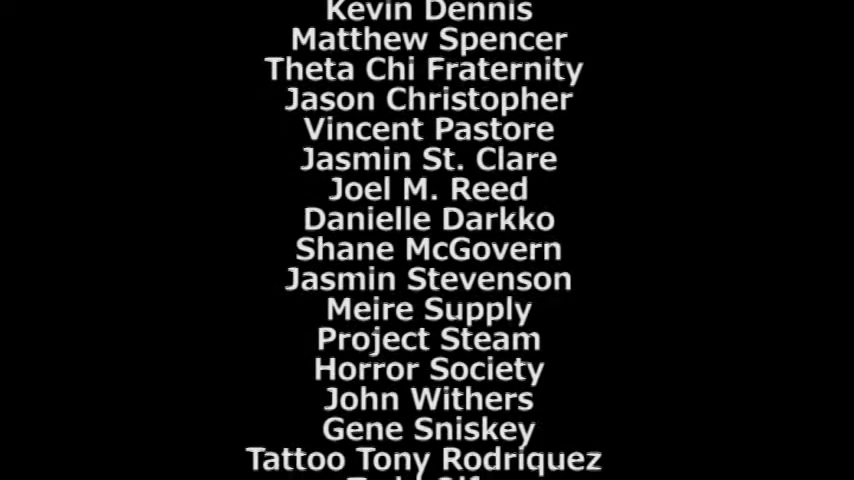 Kevin Dennis
Matthew Spencer
Theta Chi Fraternity
Jason Christopher
Vincent Pastore
Jasmin St. Clare
Joel M. Reed
Danielle Darkko
Shane McGovern
Jasmin Stevenson
Meire Supply
Project Steam
Horror Society
John Withers
Gene Sniskey
Tattoo Tony Rodriquez